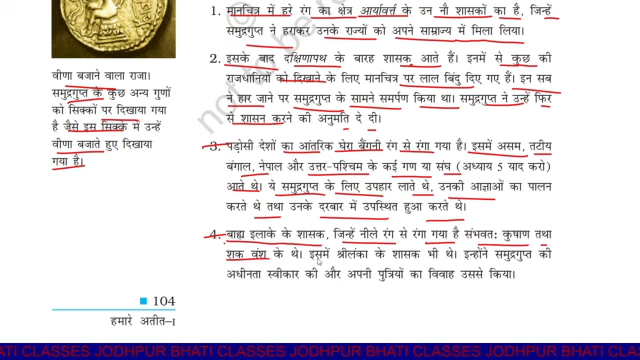 वीणा बजाने वाला राजा।
समुद्रगुप्त के कुछ अन्य गुणों
को सिक्कों पर दिखाया गया
है जैसे इस सिक्के में उन्हें
वीणा बजाते हुए दिखाया
गया है।
104
हमारे अतीत–I
1. मानचित्र में हरे रंग का क्षेत्र आर्यावर्त्त के उन नौ शासकों का है, जिन्हें
समुद्रगुप्त ने हराकर उनके राज्यों को अपने साम्राज्य में मिला लिया।
2. इसके बाद दक्षिणापथ के बारह शासक आते हैं। इनमें से कुछ की
राजधानियों को दिखाने के लिए मानचित्र पर लाल बिंदु दिए गए हैं। इन सब
ने हार जाने पर समुद्रगुप्त के सामने समर्पण किया था। समुद्रगुप्त ने उन्हें फिर
से शासन करने की अनुमति दे दी।
3. पड़ोसी देशों का आंतरिक घेरा बैंगनी रंग से रंगा गया है। इसमें असम, तटीय
बंगाल, नेपाल और उत्तर-पश्चिम के कई गण या संघ (अध्याय 5 याद करो)
आते थे। ये समुद्रगुप्त के लिए उपहार लाते थे, उनकी आज्ञाओं का पालन
करते थे तथा उनके दरबार में उपस्थित हुआ करते थे।
4. बाह्य इलाके के शासक, जिन्हें नीले रंग से रंगा गया है संभवत: कुषाण तथा
शक वंश के थे। इसमें श्रीलंका के शासक भी थे। इन्होंने समुद्रगुप्त की
अधीनता स्वीकार की और अपनी पुत्रियों का विवाह उससे किया।
BHATI CLASSES JODHPUR BHATI CLASSES JODHPUR BHATI CLASSES JODHPUR BHATI CLASSES